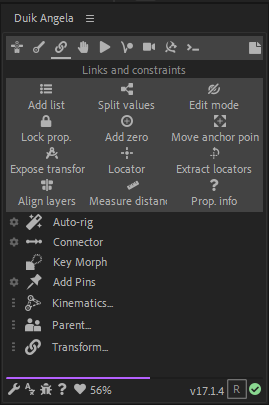 Duik Angela
Links and constraints
Add list Split values Edit mode
Lock prop. Add zero Move anchor poin
Expose transfor Locator Extract locators
Align layers Measure distanc Prop. info
Auto-rig
Connector
Key Morph
Add Pins
Kinematics...
Parent...
Transform...
56% v17.1.4 R